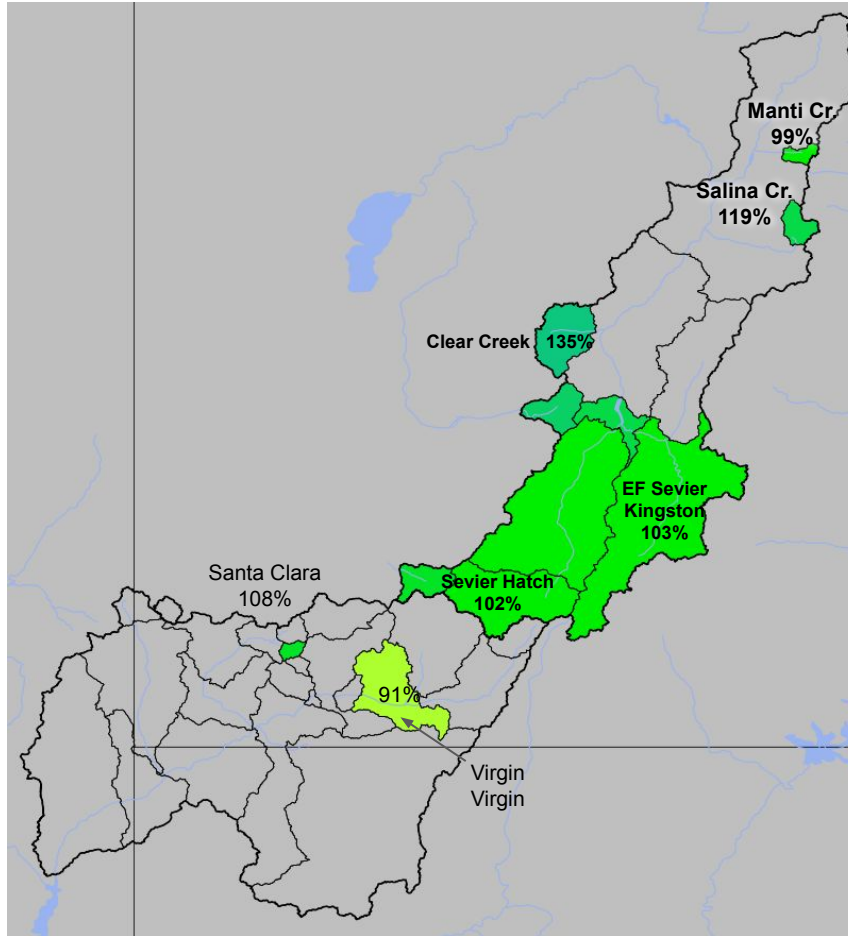 Manti Cr.
99%
Salina Cr.
119%
Clear Creek 135%
EF Sevier
Kingston
103%
Santa Clara
108%
Sevier Hatch
102%
91%
Virgin
Virgin